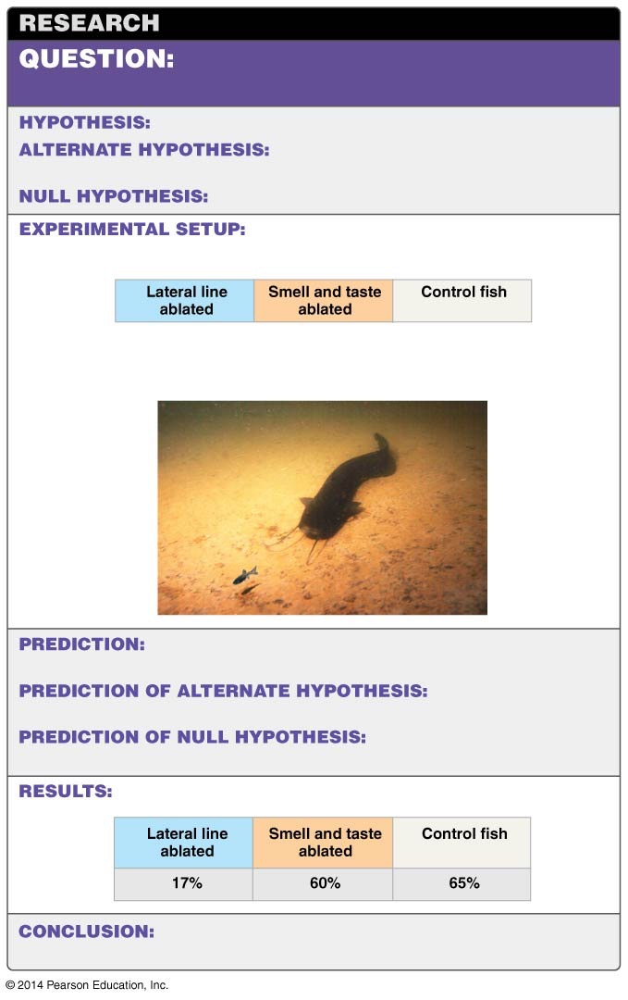 RESEARCH
QUESTION:
HYPOTHESIS:
ALTERNATE HYPOTHESIS:
NULL HYPOTHESIS:
EXPERIMENTAL SETUP:
Lateral line Smell and taste Control fish
ablated ablated
PREDICTION:
PREDICTION OF ALTERNATE HYPOTHESIS:
PREDICTION OF NULL HYPOTHESIS:
RESULTS:
Lateral line Smell and taste Control fish
ablated ablated
17% 60% 65%
CONCLUSION:
© 2014 Pearson Education, Inc.